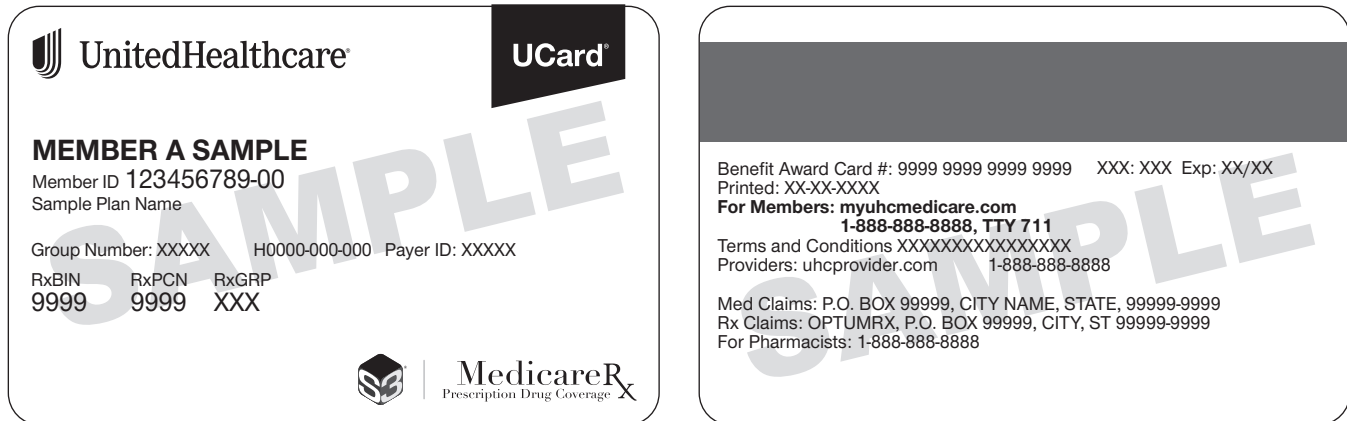 UnitedHealthcare®
UCard®
SAMPLE
MEMBER A SAMPLE
Member ID 123456789-00
Sample Plan Name
Group Number: XXXXX H0000-000-000 Payer ID: XXXXX
RxBIN RxPCN RxGRP
9999 9999 XXX
S3
MedicareRx
Prescription Drug Coverage
SAMPLE
Benefit Award Card #: 9999 9999 9999 9999 XXX: XXX Exp: XX/XX
Printed: XX-XX-XXXX
For Members: myuhcmedicare.com
1-888-888-8888, TTY 711
Terms and Conditions XXXXXXXXXXXXXXXX
Providers: uhcprovider.com 1-888-888-8888
Med Claims: P.O. BOX 99999, CITY NAME, STATE, 99999-9999
Rx Claims: OPTUMRX, P.O. BOX 99999, CITY, ST 99999-9999
For Pharmacists: 1-888-888-8888